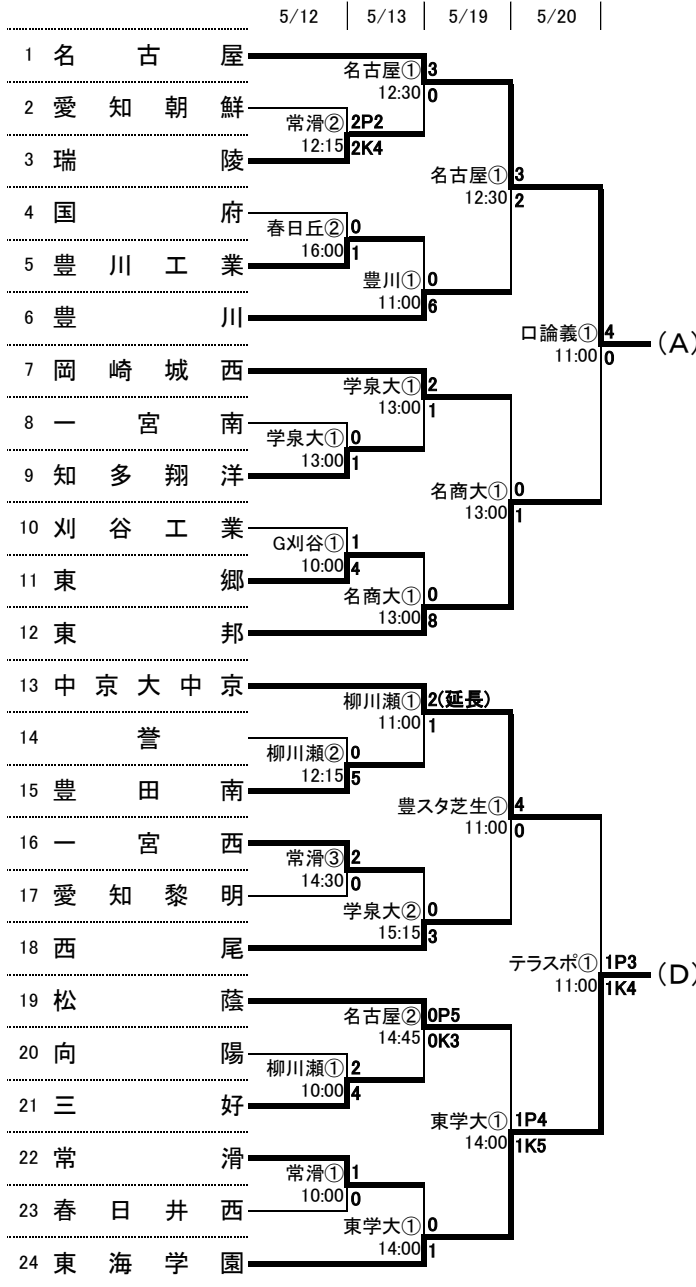 5/12 5/13 5/19 5/20
1 名古屋
名古屋① 3
12:30 0
2 愛知朝鮮
常滑② 2P2
12:15 2K4
3 瑞陵
名古屋① 3
12:30 2
4 国府
春日丘② 0
16:00 1
5 豊川工業
豊川① 0
11:00 6
6 豊川
口論義① 4
11:00 0
(A)
7 岡崎城西
学泉大① 2
13:00 1
8 一宮南
学泉大① 0
13:00 1
9 知多翔洋
名商大① 0
13:00 1
10 刈谷工業
G刈谷① 1
10:00 4
11 東郷
名商大① 0
13:00 8
12 東邦
13 中京大中京
柳川瀬① 2(延長)
11:00 1
14 誉
柳川瀬② 0
12:15 5
15 豊田南
豊スタ芝生① 4
11:00 0
16 一宮西
常滑③ 2
14:30 0
17 愛知黎明
学泉大② 0
15:15 3
18 西尾
テラスポ① 1P3
11:00 1K4
(D)
19 松蔭
名古屋② 0P5
14:45 0K3
20 向陽
柳川瀬① 2
10:00 4
21 三好
東学大① 1P4
14:00 1K5
22 常滑
常滑① 1
10:00 0
23 春日井西
東学大① 0
14:00 1
24 東海学園